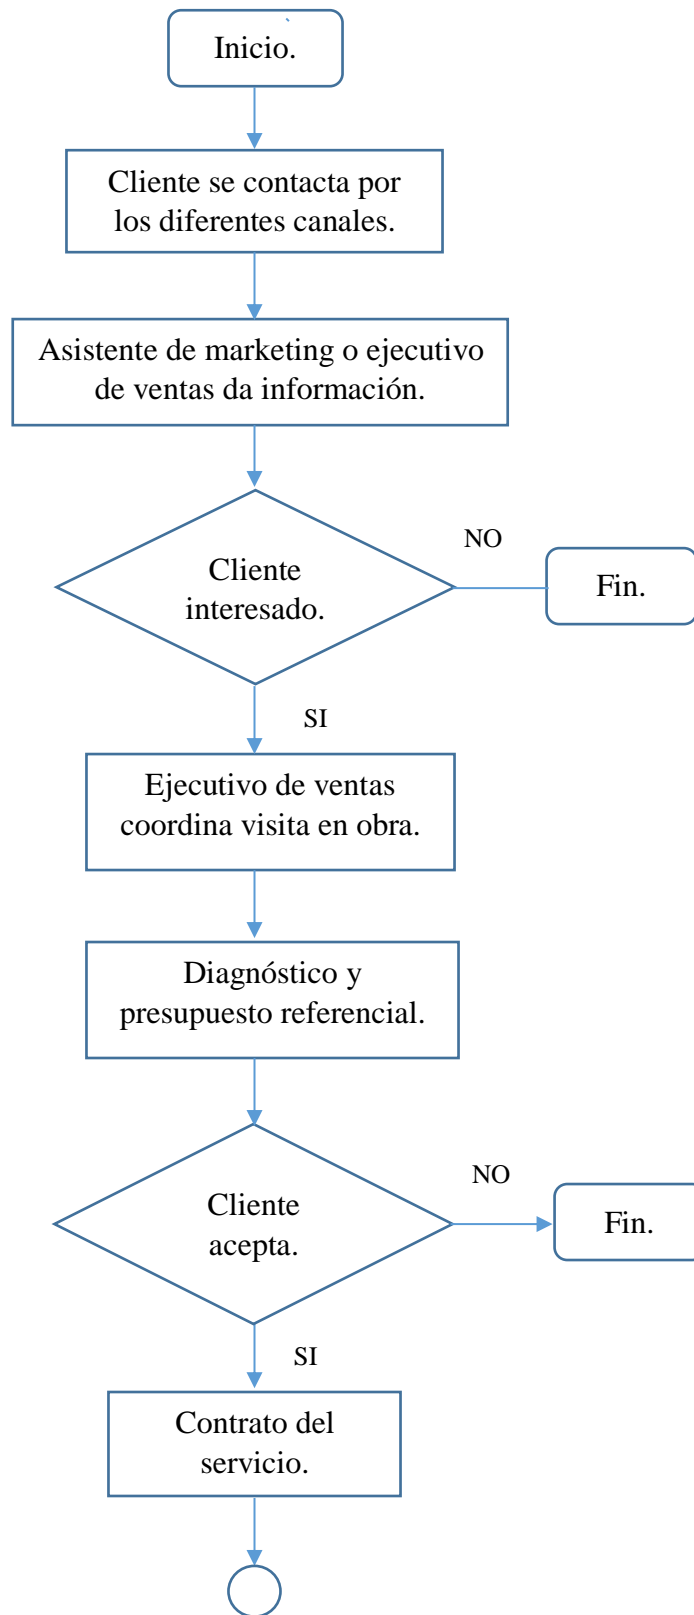 Inicio.
Cliente se contacta por
los diferentes canales.
Asistente de marketing o ejecutivo
de ventas da información.
Cliente
interesado.
NO
Fin.
SI
Ejecutivo de ventas
coordina visita en obra.
Diagnóstico y
presupuesto referencial.
Cliente
acepta.
NO
Fin.
SI
Contrato del
servicio.